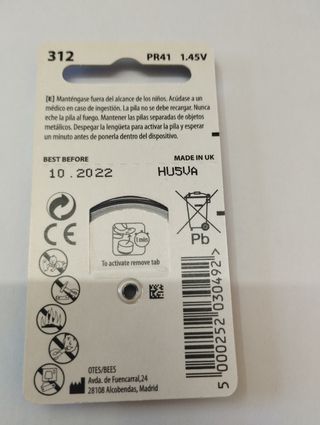 312 PR41 1.45V
[E] Manténgase fuera del alcance de los niños. Acúdase a un
médico en caso de ingestión. La pila no se debe recargar. Nunca
eche la pila al fuego. Mantener las pilas separadas de objetos
metálicos. Despegar la lengüeta para activar la pila y esperar
un minuto antes de ponerla dentro del dispositivo.
BEST BEFORE MADE IN UK
10.2022 HU5VA
CE
1 min
Pb
To activate remove tab
5 000252 030492 >
OTES/BEES
Avda. de Fuencarral,24
28108 Alcobendas, Madrid